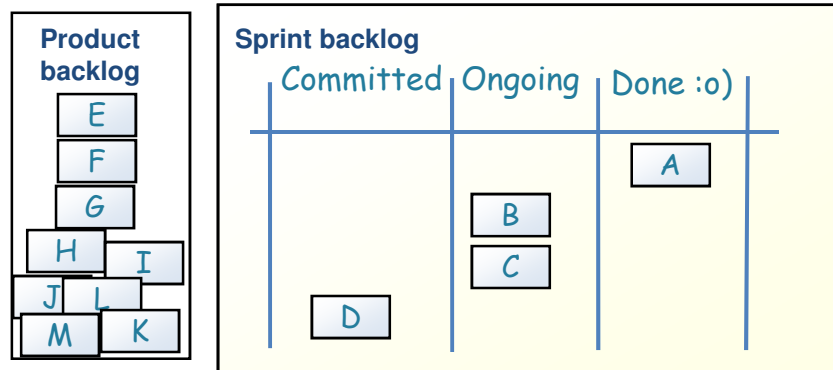 Product
backlog
E
F
G
H
I
J
L
M
K
Sprint backlog
Committed Ongoing Done :o)
A
B
C
D